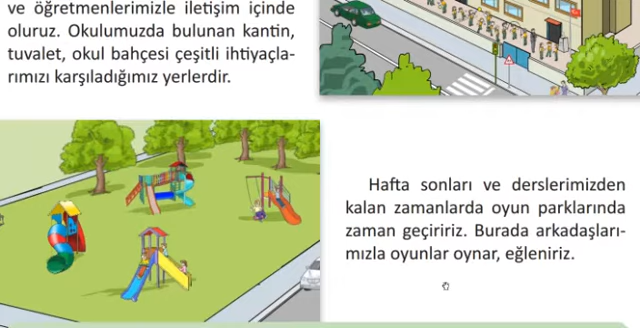 ve öğretmenlerimizle iletişim içinde
oluruz. Okulumuzda bulunan kantin,
tuvalet, okul bahçesi çeşitli ihtiyaçla-
rımızı karşıladığımız yerlerdir.
Hafta sonları ve derslerimizden
kalan zamanlarda oyun parklarında
zaman geçiririz. Burada arkadaşları-
mızla oyunlar oynar, eğleniriz.